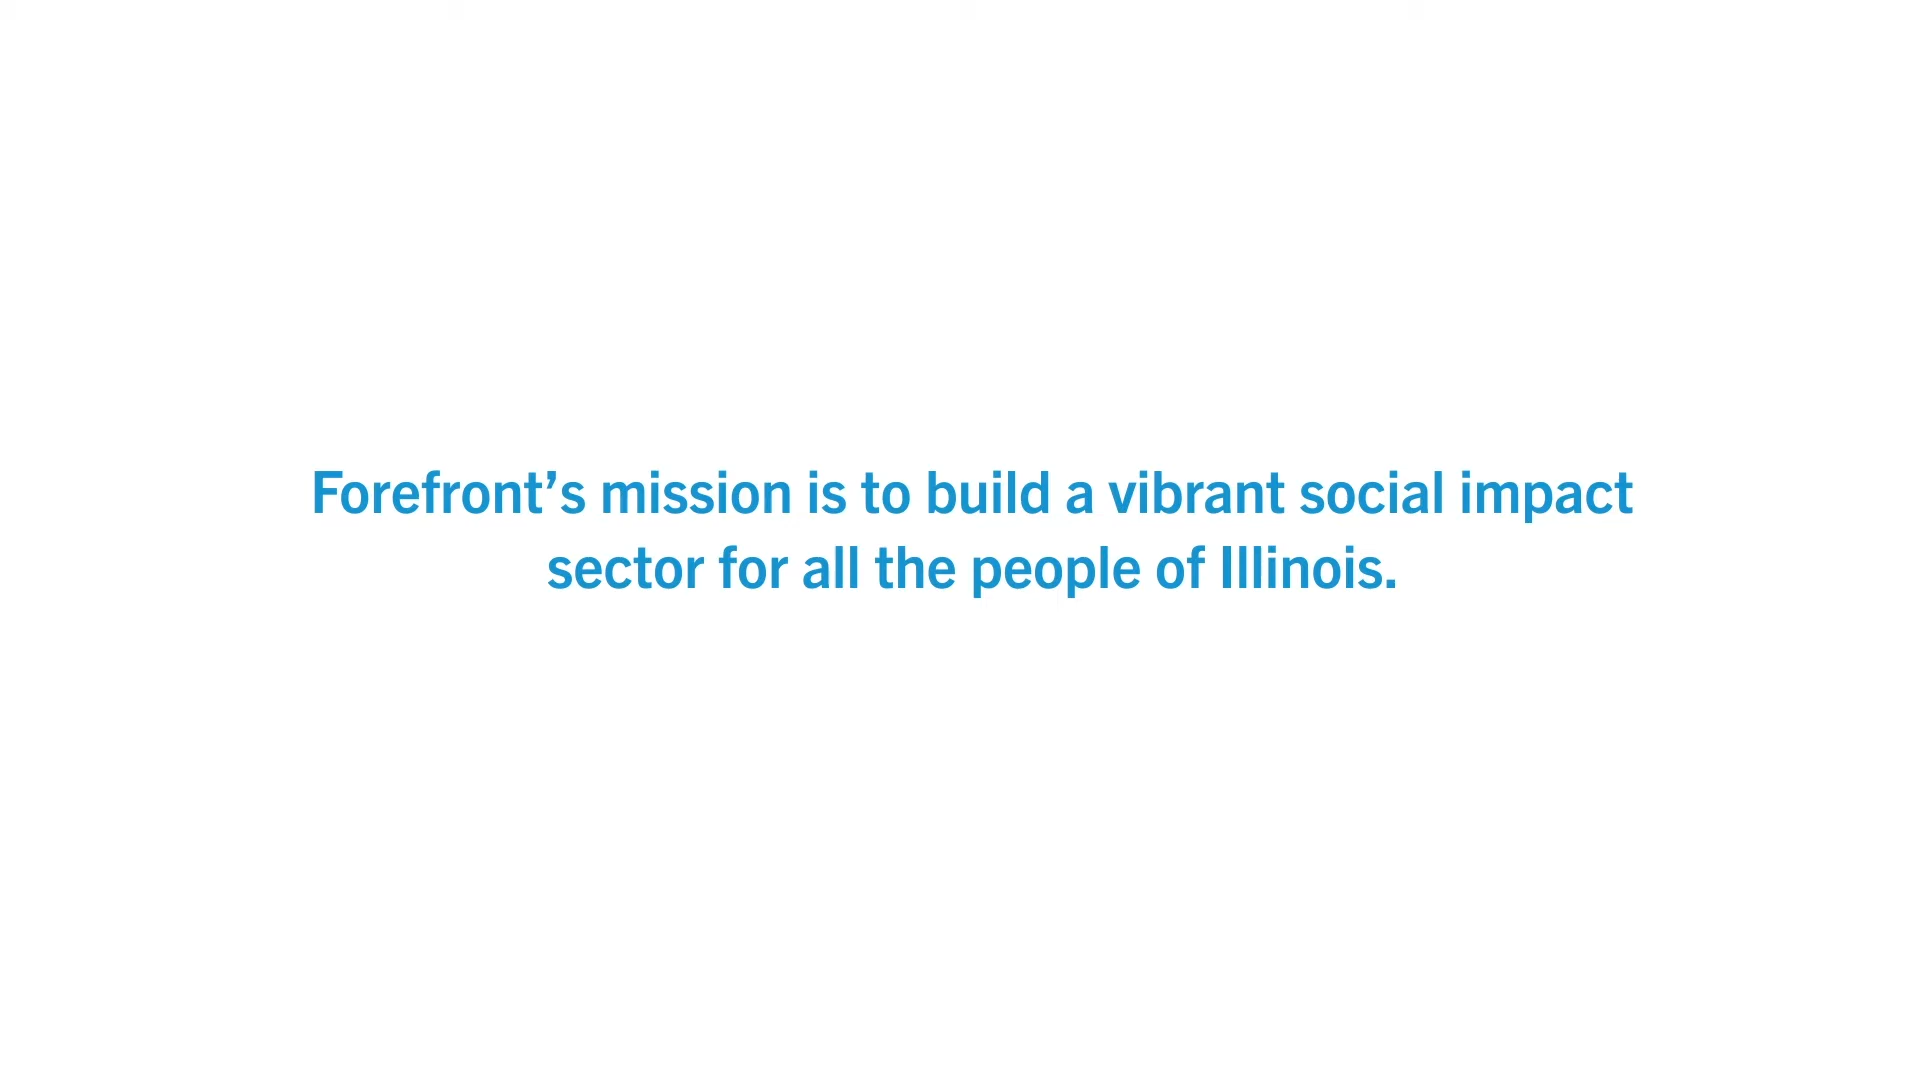 Forefront’s mission is to build a vibrant social impact
sector for all the people of Illinois.